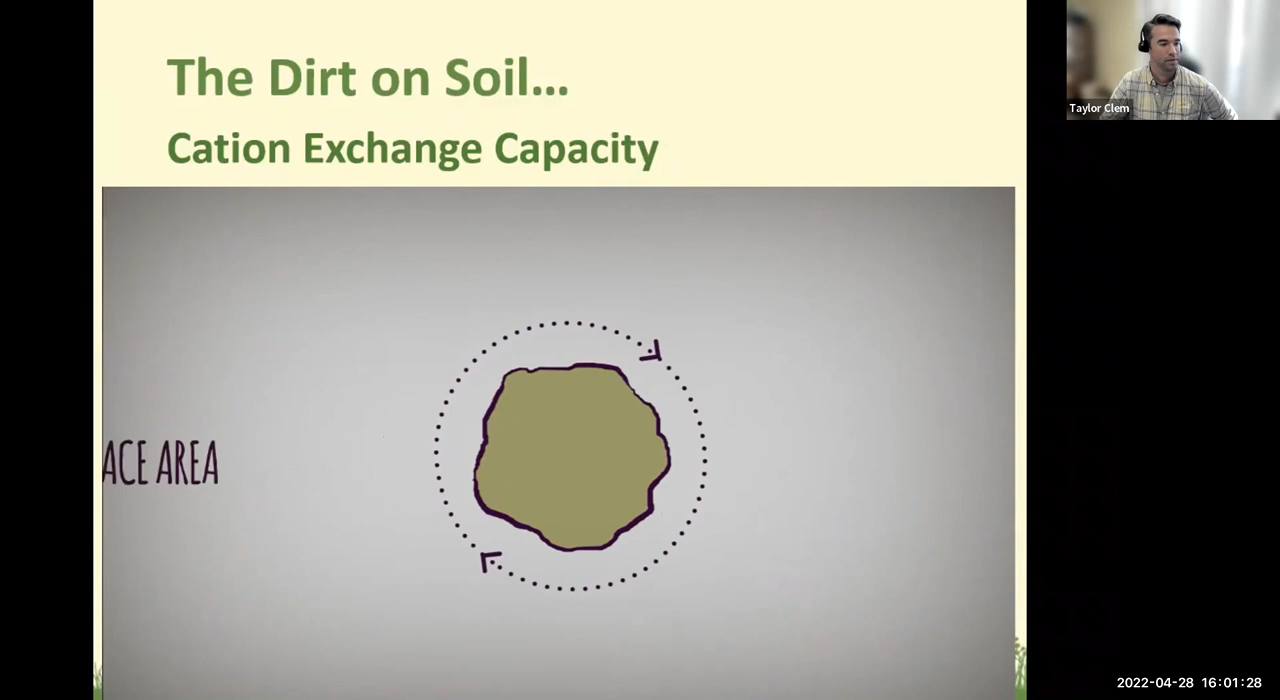 The Dirt on Soil...
Cation Exchange Capacity
ACE AREA
Taylor Clem
2022-04-28 16:01:28